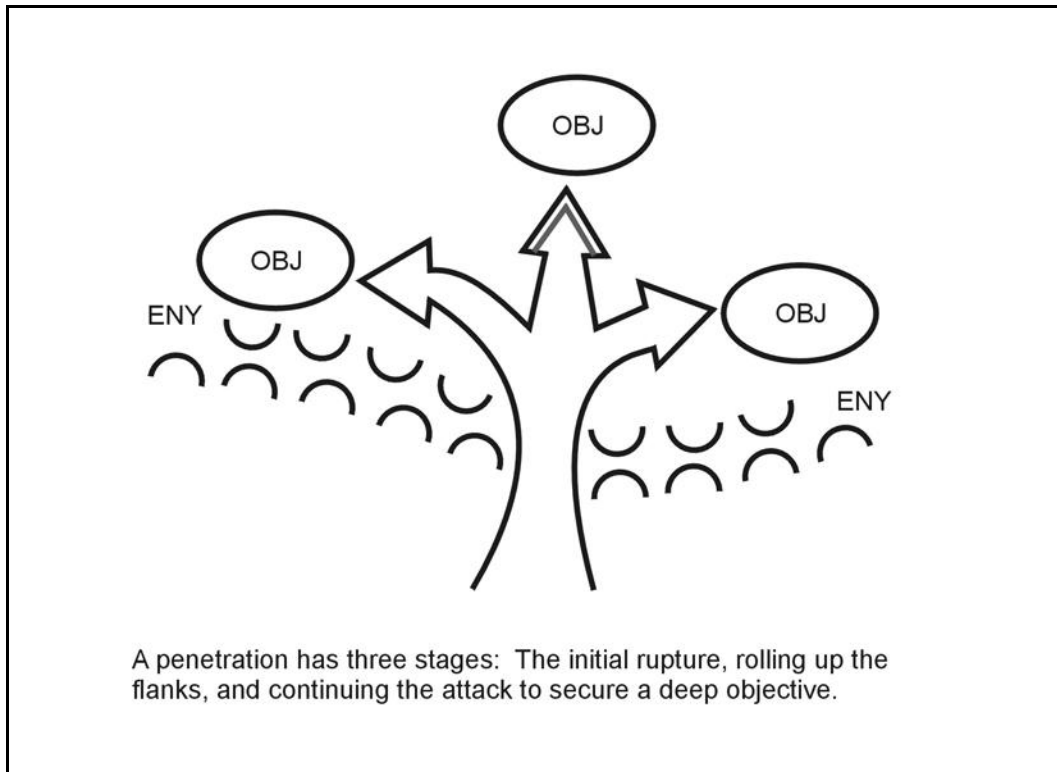 OBJ
OBJ
ENY
OBJ
ENY
A penetration has three stages:  The initial rupture, rolling up the
flanks, and continuing the attack to secure a deep objective.